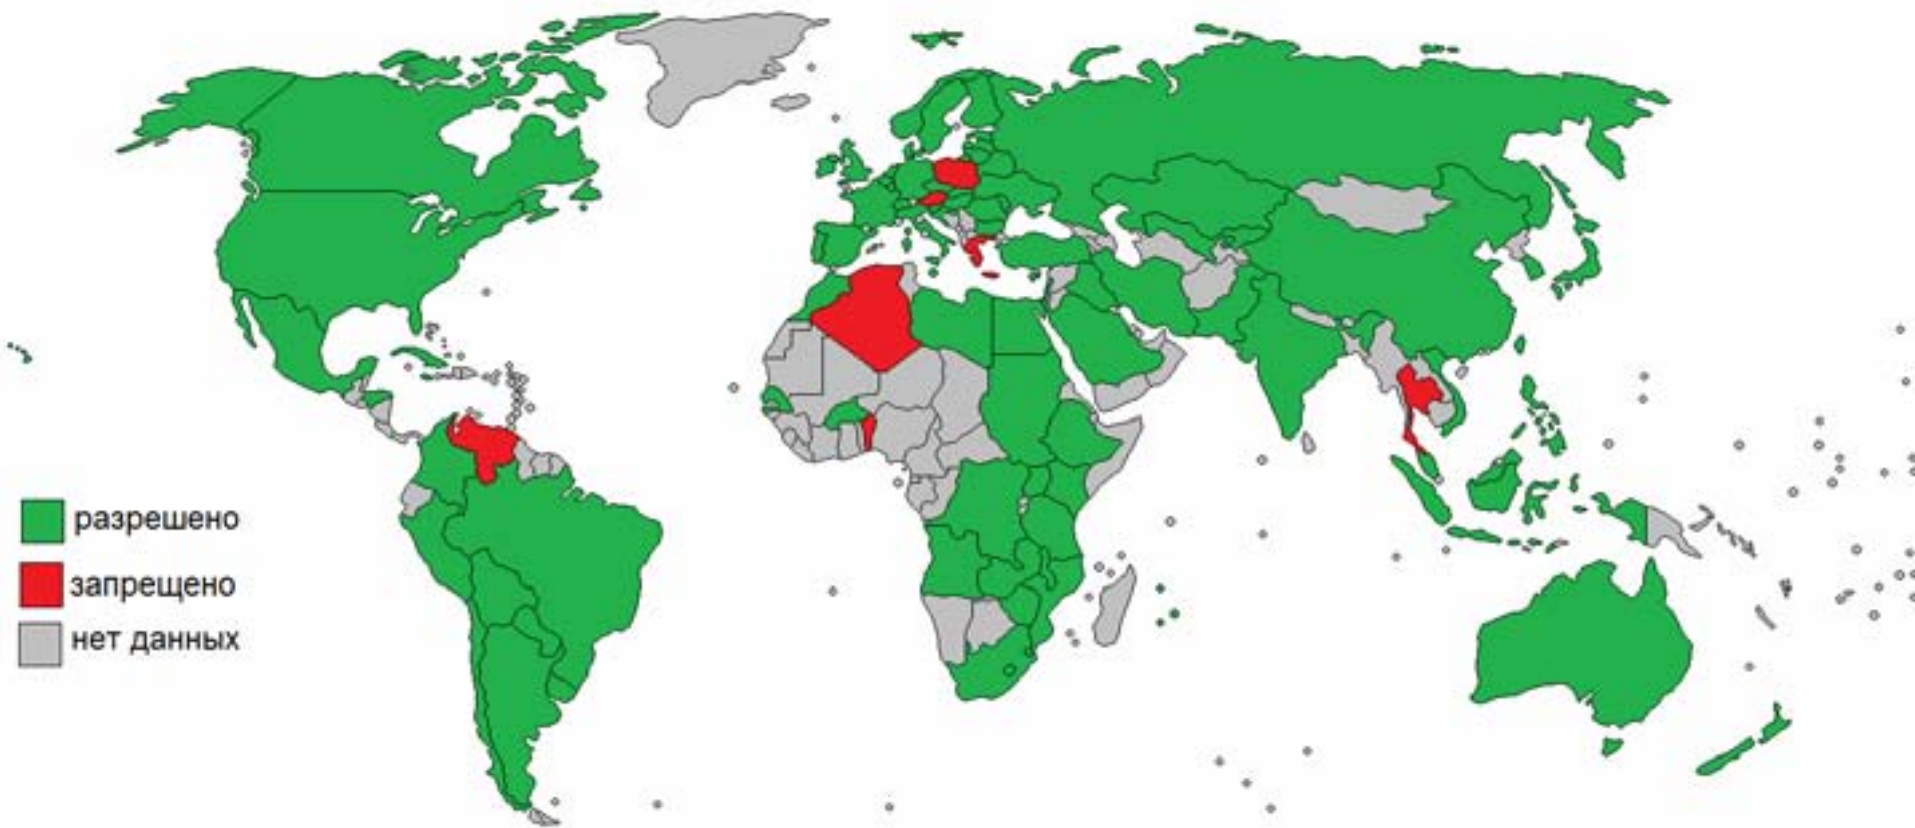 разрешено
запрещено
нет данных